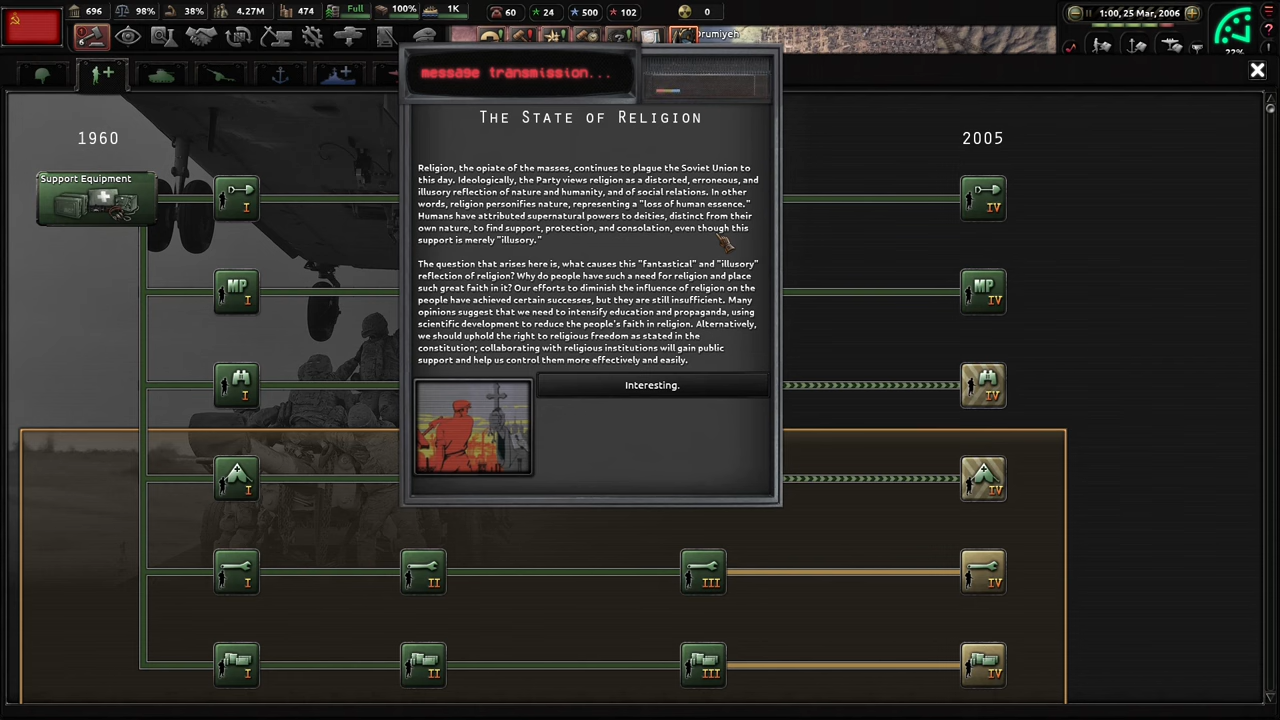 696 98% 38% 4.27M 474 Full 100% 1K 60 24 500 102 0 1:00, 25 Mar, 2006
6
22%
message transmission...
1960
2005
THE STATE OF RELIGION
Support Equipment
Religion, the opiate of the masses, continues to plague the Soviet Union to
this day. Ideologically, the Party views religion as a distorted, erroneous, and
illusory reflection of nature and humanity, and of social relations. In other
words, religion personifies nature, representing a "loss of human essence."
Humans have attributed supernatural powers to deities, distinct from their
own nature, to find support, protection, and consolation, even though this
support is merely "illusory."
The question that arises here is, what causes this "fantastical" and "illusory"
reflection of religion? Why do people have such a need for religion and place
such great faith in it? Our efforts to diminish the influence of religion on the
people have achieved certain successes, but they are still insufficient. Many
opinions suggest that we need to intensify education and propaganda, using
scientific development to reduce the people's faith in religion. Alternatively,
we should uphold the right to religious freedom as stated in the
constitution; collaborating with religious institutions will gain public
support and help us control them more effectively and easily.
Interesting.
I IV
MP I MP IV
I IV
I IV
I II III IV
I II III IV